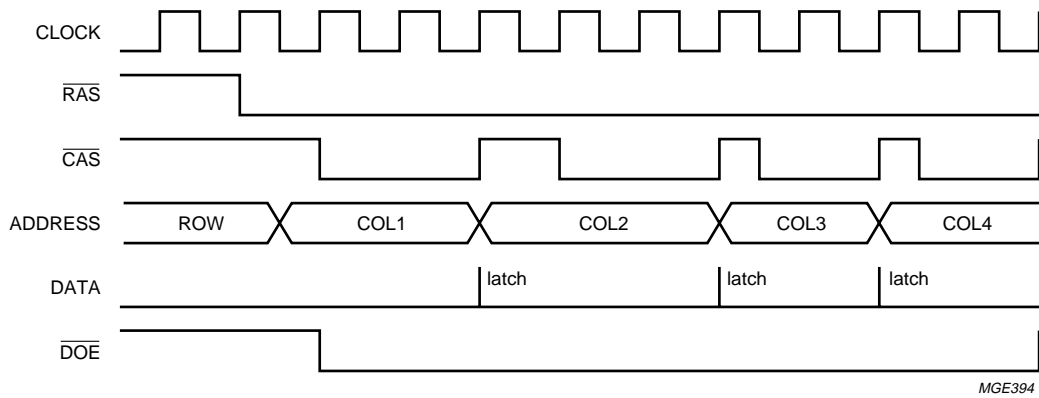 CLOCK
RAS
CAS
ADDRESS ROW COL1 COL2 COL3 COL4
DATA latch latch latch
DOE
MGE394